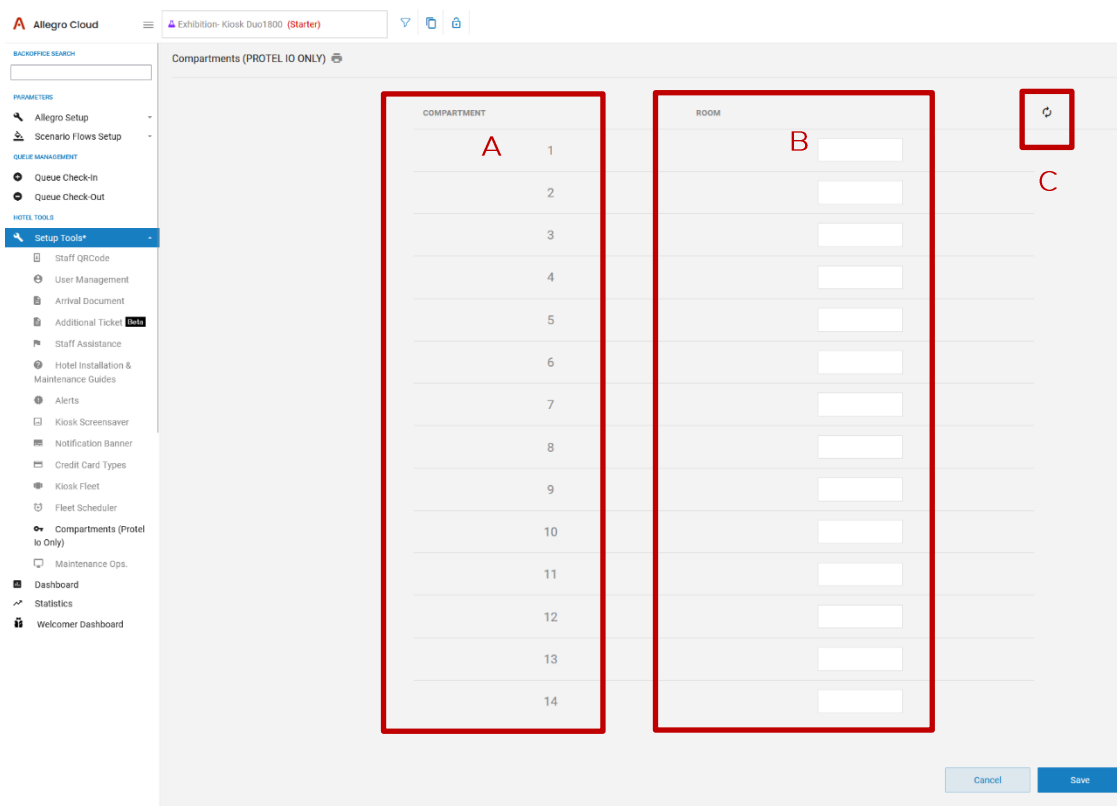 Allegro Cloud
Exhibition- Kiosk Duo1800 (Starter)
BACKOFFICE SEARCH
PARAMETERS
Allegro Setup
Scenario Flows Setup
QUEUE MANAGEMENT
Queue Check-In
Queue Check-Out
HOTEL TOOLS
Setup Tools*
Staff QRCode
User Management
Arrival Document
Additional Ticket Beta
Staff Assistance
Hotel Installation &
Maintenance Guides
Alerts
Kiosk Screensaver
Notification Banner
Credit Card Types
Kiosk Fleet
Fleet Scheduler
Compartments (Protel
Io Only)
Maintenance Ops.
Dashboard
Statistics
Welcomer Dashboard
Compartments (PROTEL IO ONLY)
COMPARTMENT ROOM
A B
C
1
2
3
4
5
6
7
8
9
10
11
12
13
14
Cancel Save